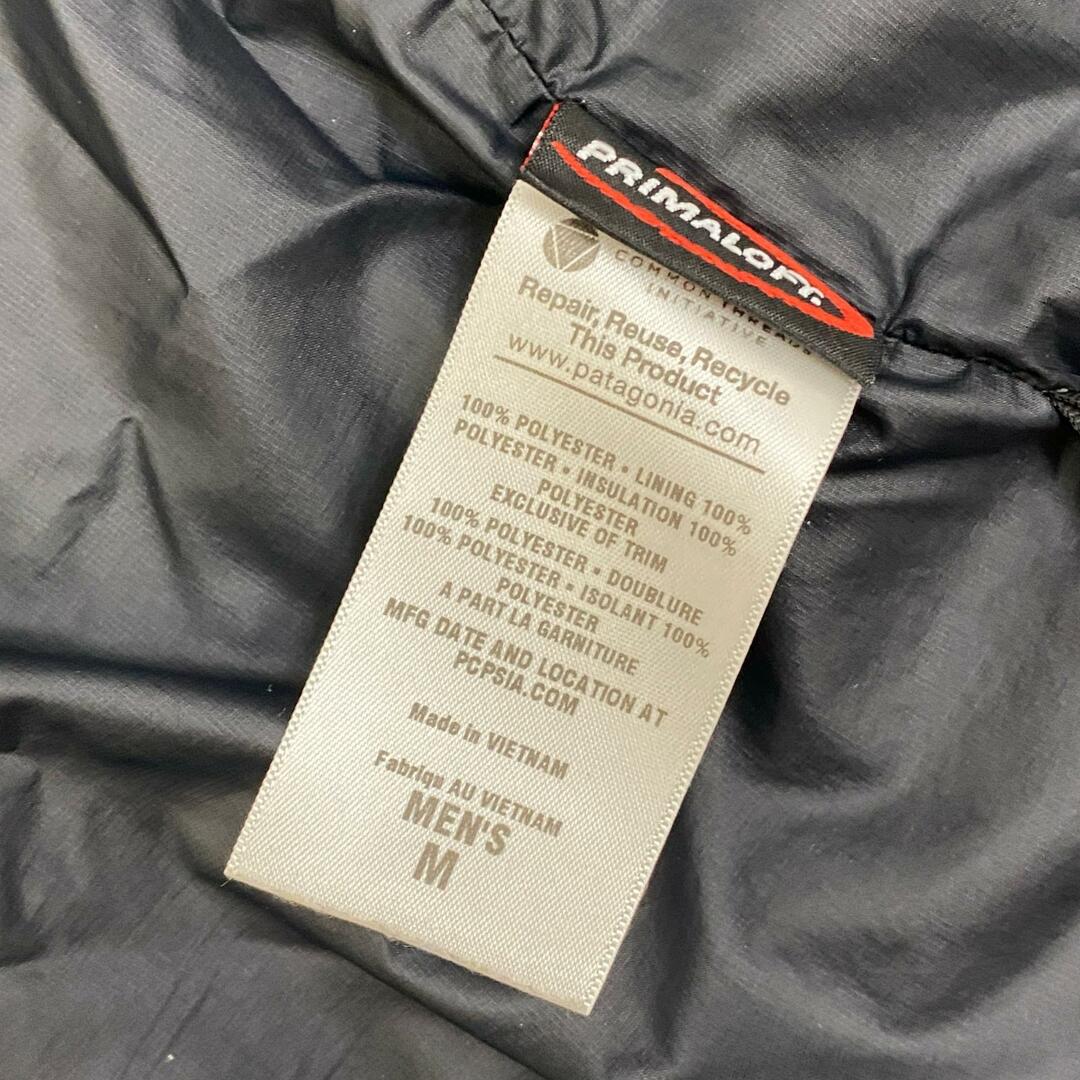 PRIMALOFT
COMMON THREADS
INITIATIVE
Repair, Reuse, Recycle
This Product
www.patagonia.com
100% POLYESTER • LINING 100%
POLYESTER • INSULATION 100%
POLYESTER
EXCLUSIVE OF TRIM
100% POLYESTER • DOUBLURE
100% POLYESTER • ISOLANT 100%
POLYESTER
A PART LA GARNITURE
MFG DATE AND LOCATION AT
PCPSIA.COM
Made in VIETNAM
Fabriqu AU VIETNAM
MEN'S
M